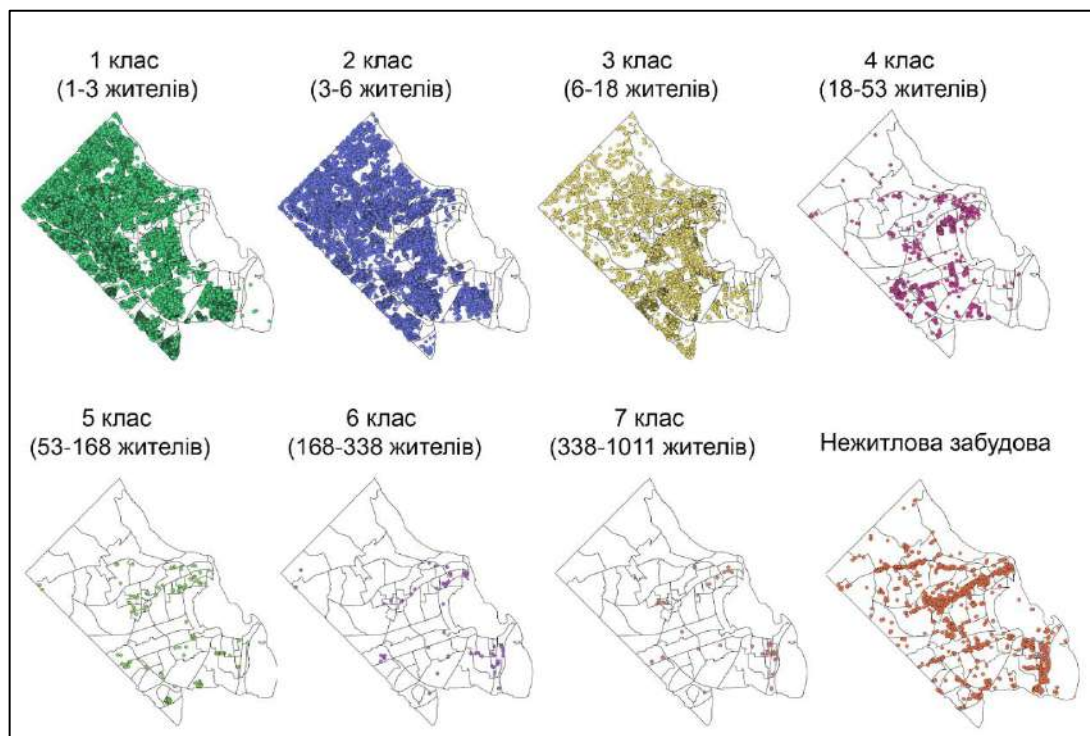 1 клас
(1-3 жителів)
2 клас
(3-6 жителів)
3 клас
(6-18 жителів)
4 клас
(18-53 жителів)
5 клас
(53-168 жителів)
6 клас
(168-338 жителів)
7 клас
(338-1011 жителів)
Нежитлова забудова